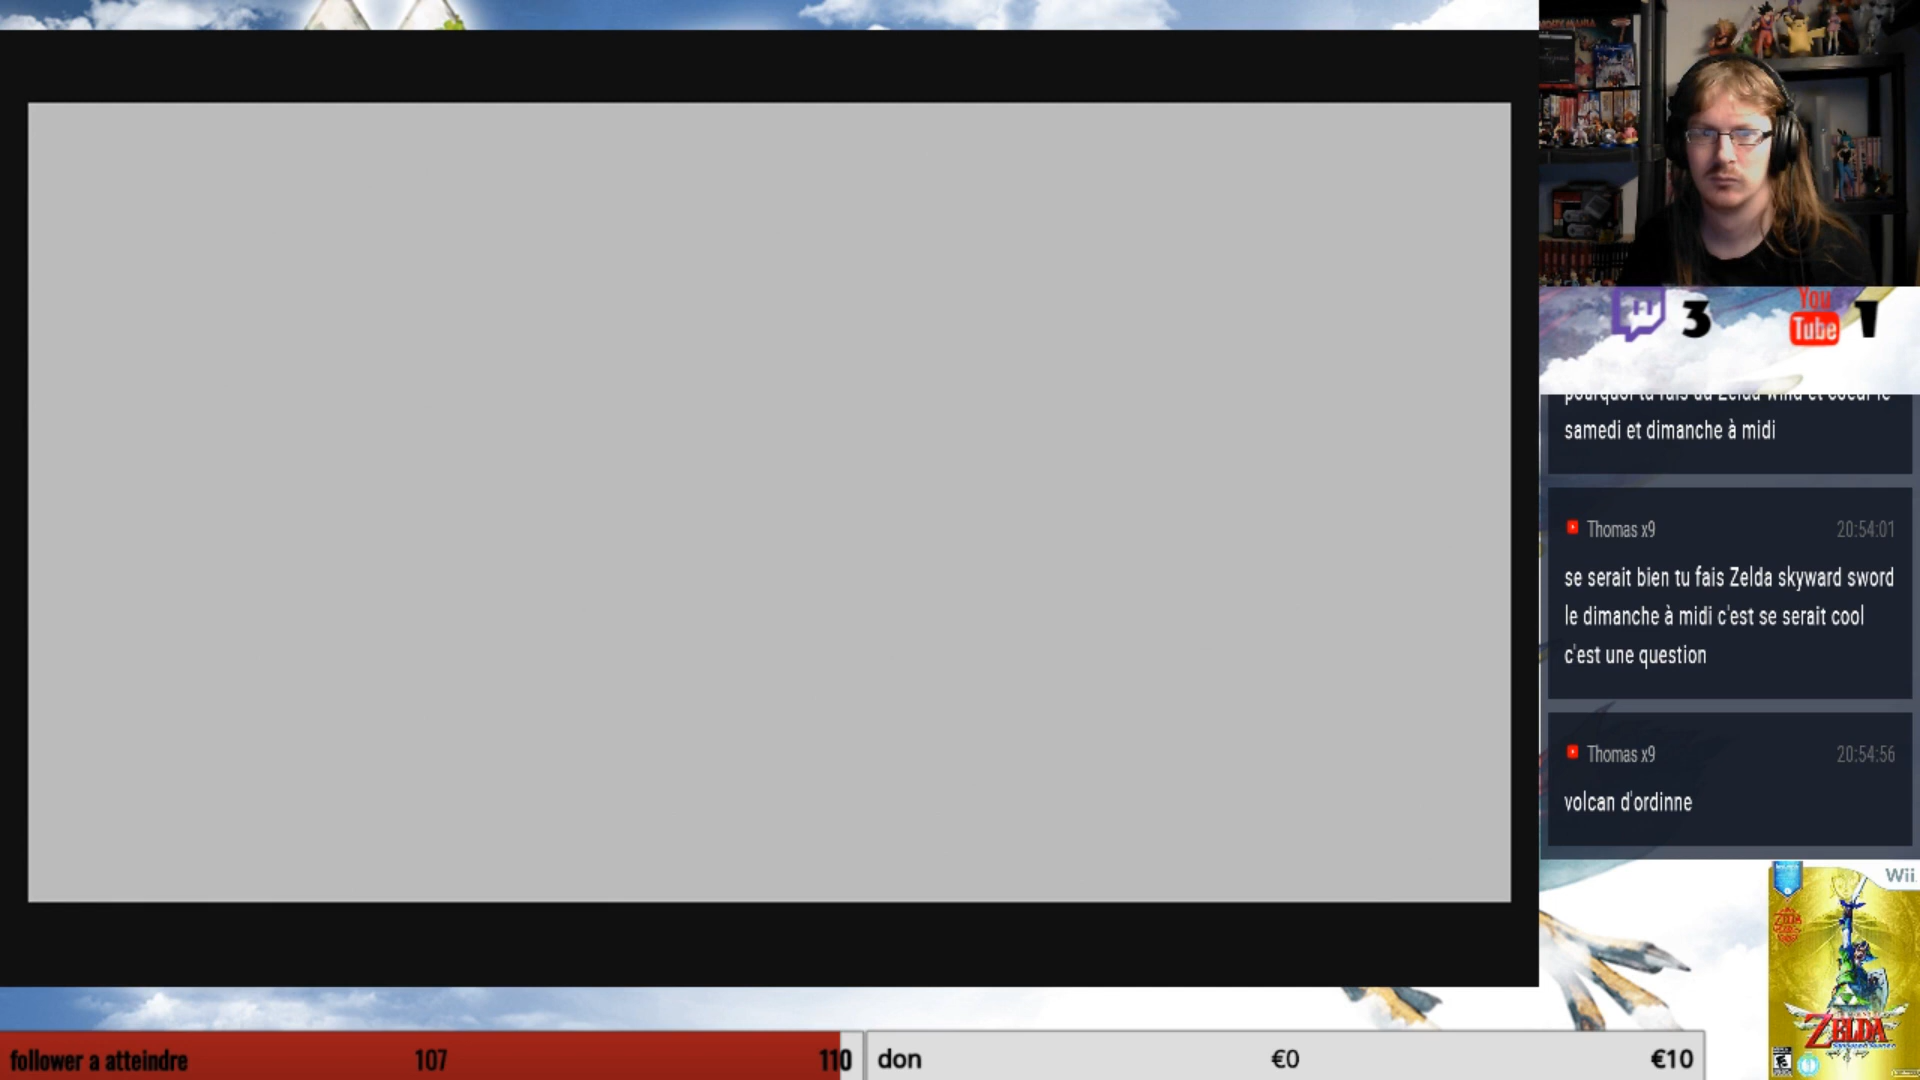 3
You
Tube
1
samedi et dimanche à midi
Thomas x9
20:54:01
se serait bien tu fais Zelda skyward sword
le dimanche à midi c'est se serait cool
c'est une question
Thomas x9
20:54:56
volcan d'ordinne
Wii
ZELDA
follower a atteindre
107
110
don
€0
€10